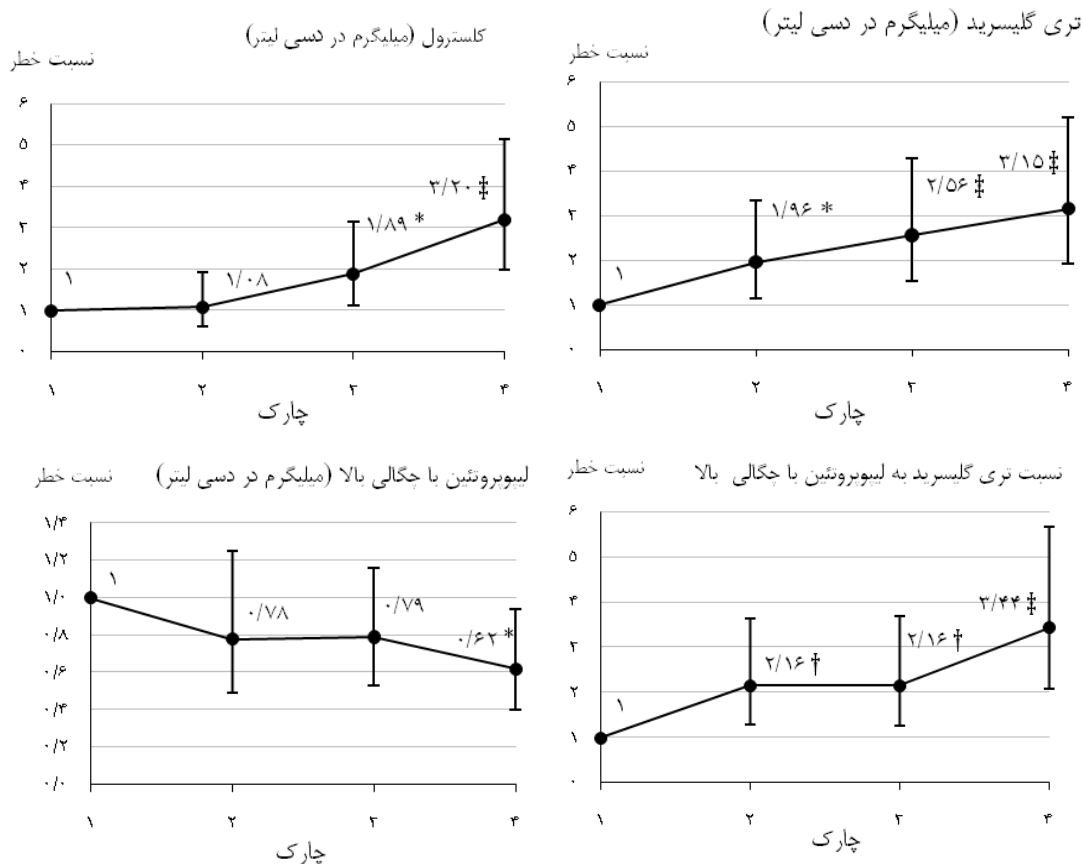 کلسترول (میلیگرم در دسی لیتر)
نسبت خطر
۶
۵
۴
۳
۲
۱
۰
۱
۱/۰۸
۱/۸۹ *
۳/۲۰ ‡
۱ ۲ ۳ ۴
چارک
تری گلیسرید (میلیگرم در دسی لیتر)
نسبت خطر
۶
۵
۴
۳
۲
۱
۰
۱
۱/۹۶ *
۲/۵۶ ‡
۳/۱۵ ‡
۱ ۲ ۳ ۴
چارک
لیپوپروتئین با چگالی بالا (میلیگرم در دسی لیتر)
نسبت خطر
۱/۴
۱/۲
۱/۰
۰/۸
۰/۶
۰/۴
۰/۲
۰/۰
۱
۰/۷۸
۰/۷۹
۰/۶۲ *
۱ ۲ ۳ ۴
چارک
نسبت تری گلیسرید به لیپوپروتئین با چگالی بالا
نسبت خطر
۶
۵
۴
۳
۲
۱
۰
۱
۲/۱۶ †
۲/۱۶ †
۳/۴۴ ‡
۱ ۲ ۳ ۴
چارک